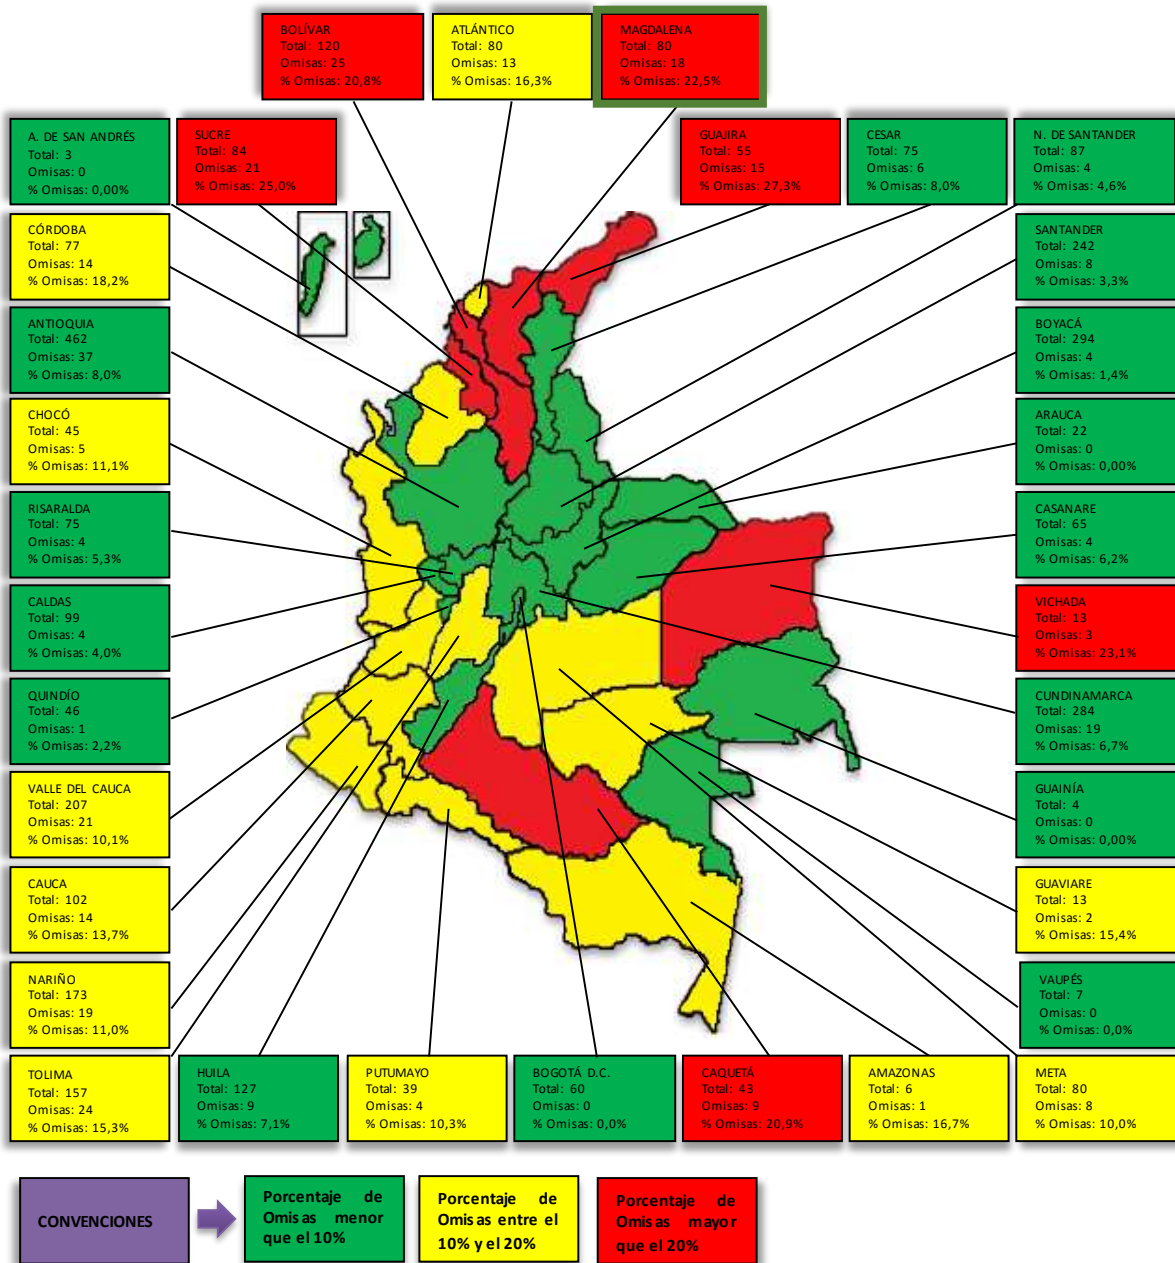 BOLÍVAR
Total: 120
Omisas: 25
% Omisas: 20,8%
ATLÁNTICO
Total: 80
Omisas: 13
% Omisas: 16,3%
MAGDALENA
Total: 80
Omisas: 18
% Omisas: 22,5%
A. DE SAN ANDRÉS
Total: 3
Omisas: 0
% Omisas: 0,00%
SUCRE
Total: 84
Omisas: 21
% Omisas: 25,0%
GUAJIRA
Total: 55
Omisas: 15
% Omisas: 27,3%
CESAR
Total: 75
Omisas: 6
% Omisas: 8,0%
N. DE SANTANDER
Total: 87
Omisas: 4
% Omisas: 4,6%
CÓRDOBA
Total: 77
Omisas: 14
% Omisas: 18,2%
SANTANDER
Total: 242
Omisas: 8
% Omisas: 3,3%
ANTIOQUIA
Total: 462
Omisas: 37
% Omisas: 8,0%
BOYACÁ
Total: 294
Omisas: 4
% Omisas: 1,4%
CHOCÓ
Total: 45
Omisas: 5
% Omisas: 11,1%
ARAUCA
Total: 22
Omisas: 0
% Omisas: 0,00%
RISARALDA
Total: 75
Omisas: 4
% Omisas: 5,3%
CASANARE
Total: 65
Omisas: 4
% Omisas: 6,2%
CALDAS
Total: 99
Omisas: 4
% Omisas: 4,0%
VICHADA
Total: 13
Omisas: 3
% Omisas: 23,1%
QUINDÍO
Total: 46
Omisas: 1
% Omisas: 2,2%
CUNDINAMARCA
Total: 284
Omisas: 19
% Omisas: 6,7%
VALLE DEL CAUCA
Total: 207
Omisas: 21
% Omisas: 10,1%
GUAINÍA
Total: 4
Omisas: 0
% Omisas: 0,00%
CAUCA
Total: 102
Omisas: 14
% Omisas: 13,7%
GUAVIARE
Total: 13
Omisas: 2
% Omisas: 15,4%
NARIÑO
Total: 173
Omisas: 19
% Omisas: 11,0%
VAUPÉS
Total: 7
Omisas: 0
% Omisas: 0,0%
TOLIMA
Total: 157
Omisas: 24
% Omisas: 15,3%
HUILA
Total: 127
Omisas: 9
% Omisas: 7,1%
PUTUMAYO
Total: 39
Omisas: 4
% Omisas: 10,3%
BOGOTÁ D.C.
Total: 60
Omisas: 0
% Omisas: 0,0%
CAQUETÁ
Total: 43
Omisas: 9
% Omisas: 20,9%
AMAZONAS
Total: 6
Omisas: 1
% Omisas: 16,7%
META
Total: 80
Omisas: 8
% Omisas: 10,0%
CONVENCIONES
Porcentaje de
Omisas menor
que el 10%
Porcentaje de
Omisas entre el
10% y el 20%
Porcentaje de
Omisas mayor
que el 20%